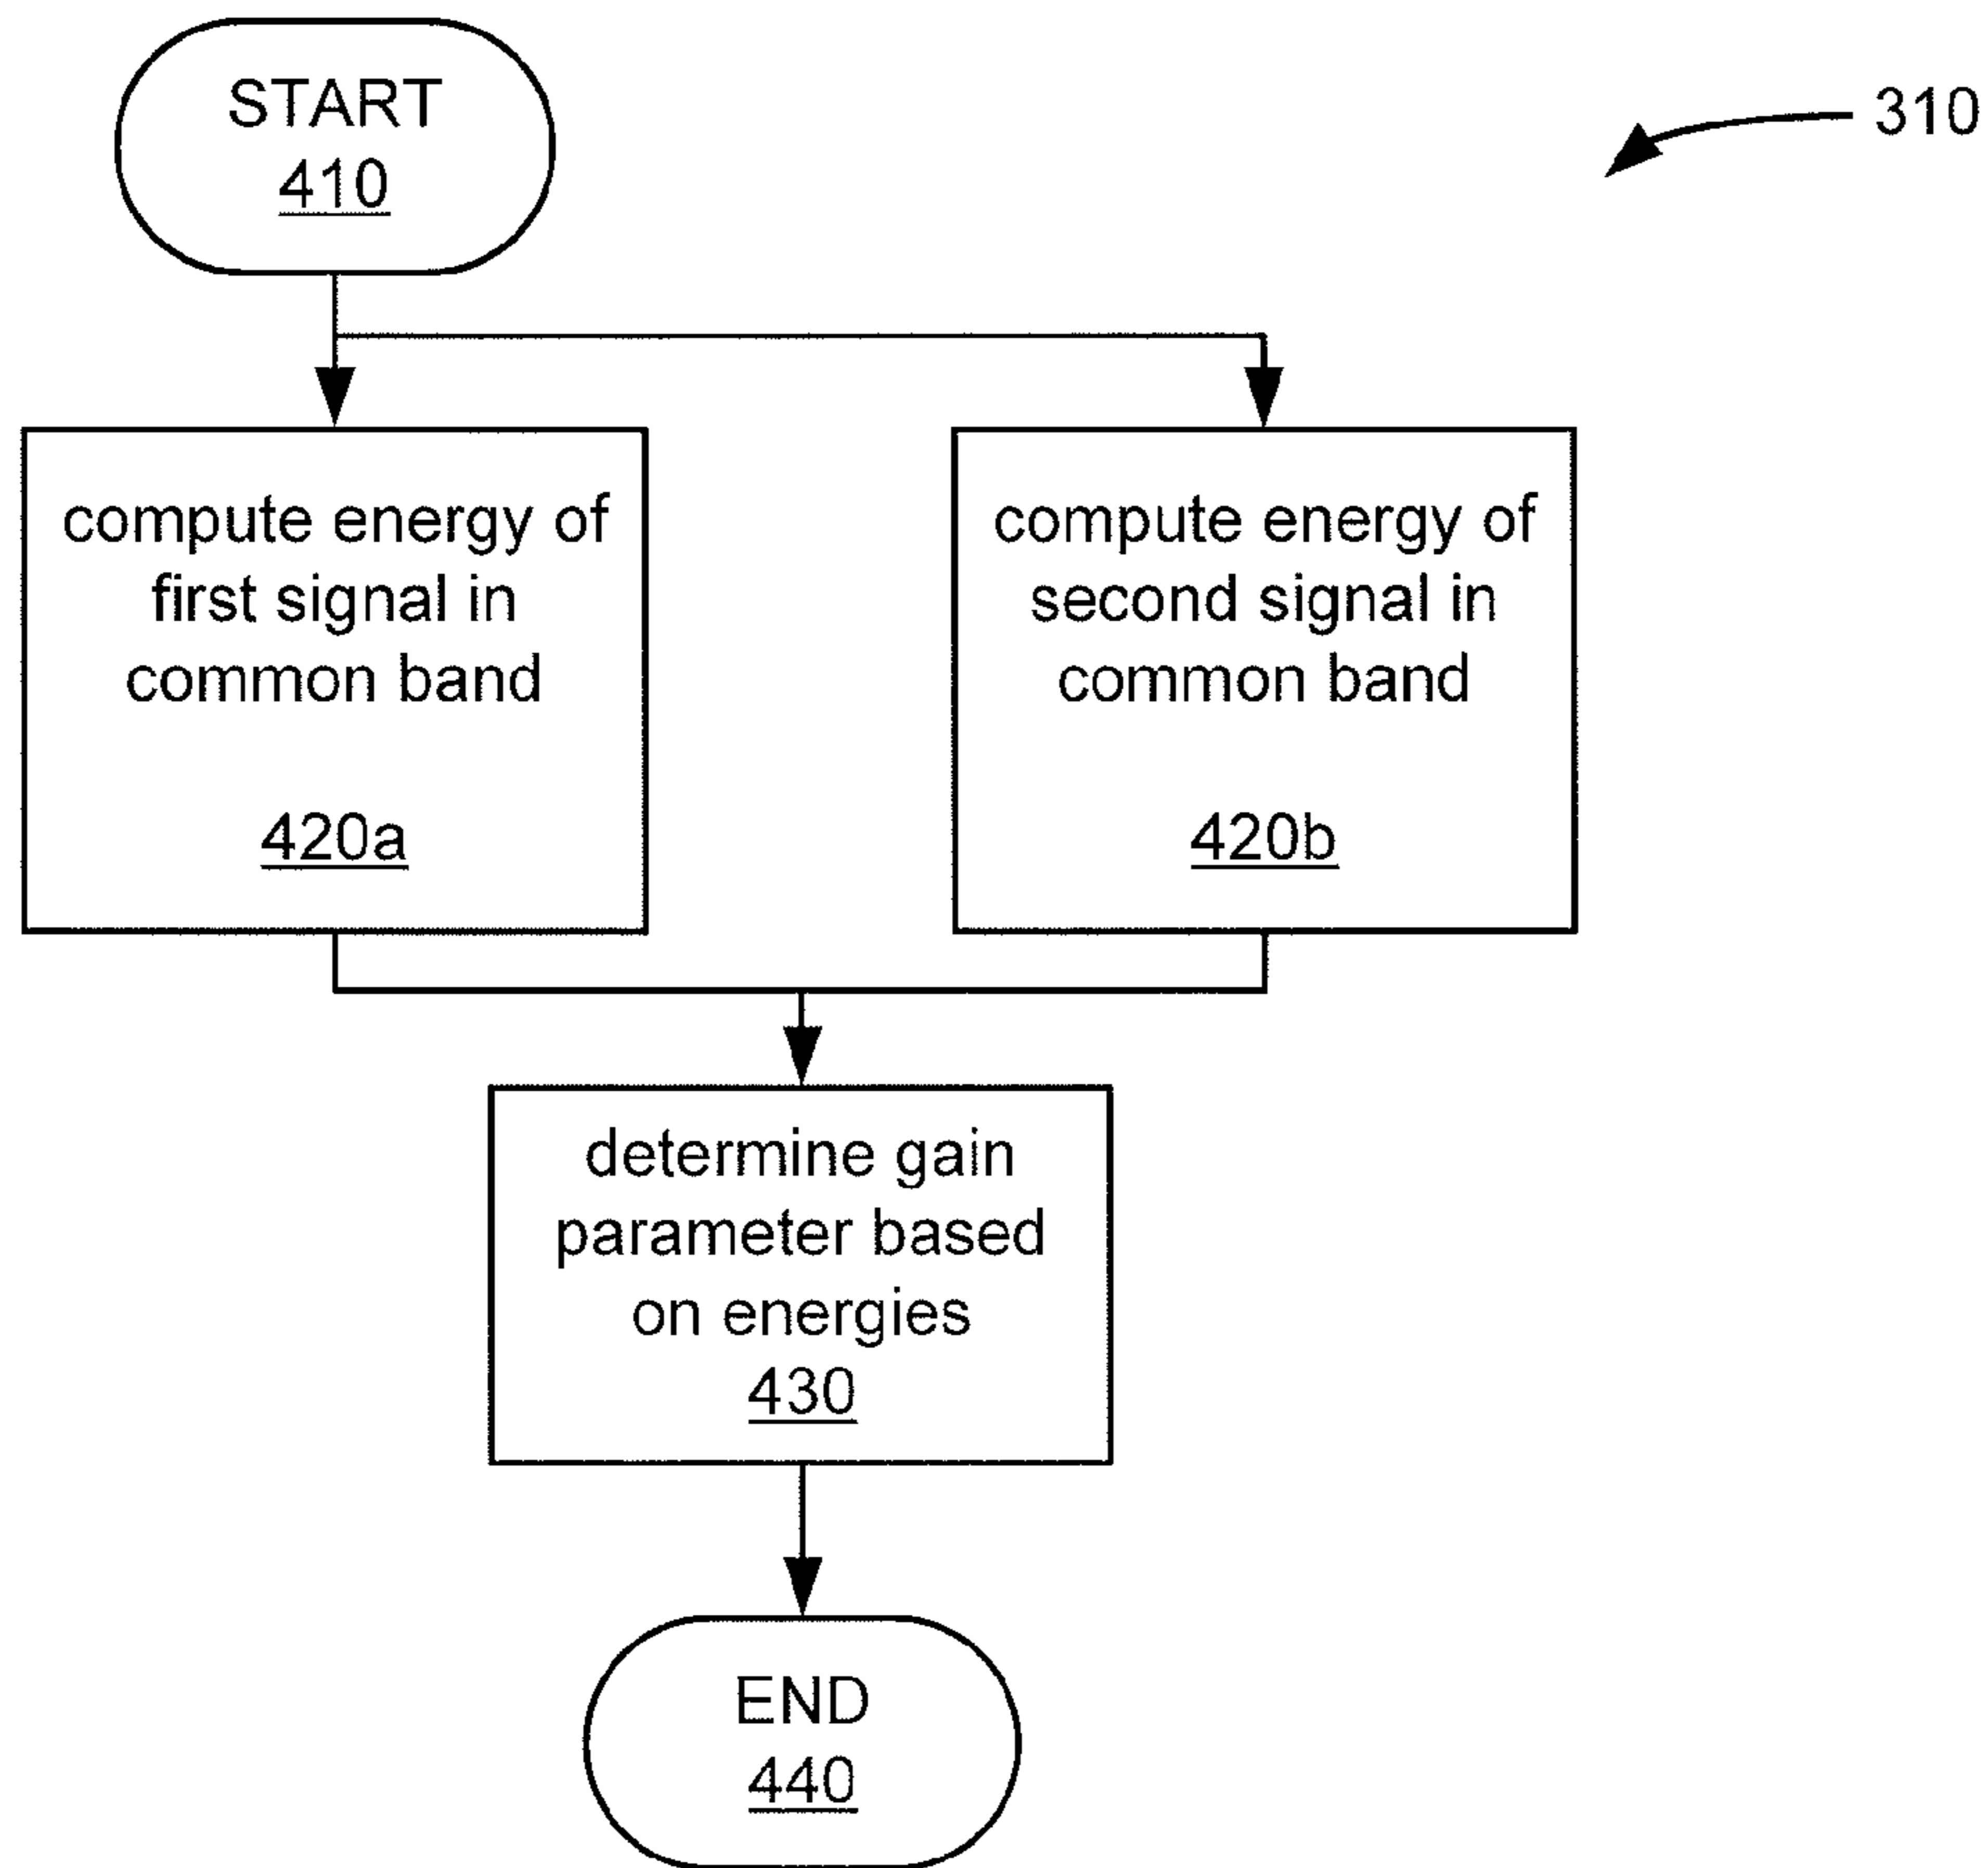 START
410
310
compute energy of
first signal in
common band
420a
compute energy of
second signal in
common band
420b
determine gain
parameter based
on energies
430
END
440